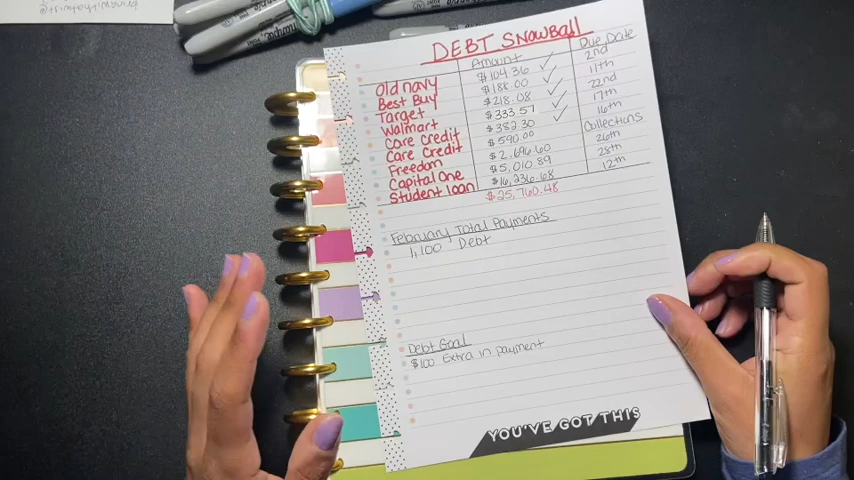 DEBT SNOWBALL
Amount Due Date
Old navy $104.36 ✓ 2nd
Best Buy $188.00 ✓ 11th
Target $218.08 ✓ 22nd
Walmart $333.57 ✓ 17th
Care Credit $382.30 ✓ 16th
Care Credit $590.00 Collections
Freedom $2,696.60 26th
Capital One $5,010.89 28th
Student loan $16,236.68 12th
$25,760.48
February Total Payments
1,100 Debt
Debt Goal
$100 Extra in payment
YOU'VE GOT THIS